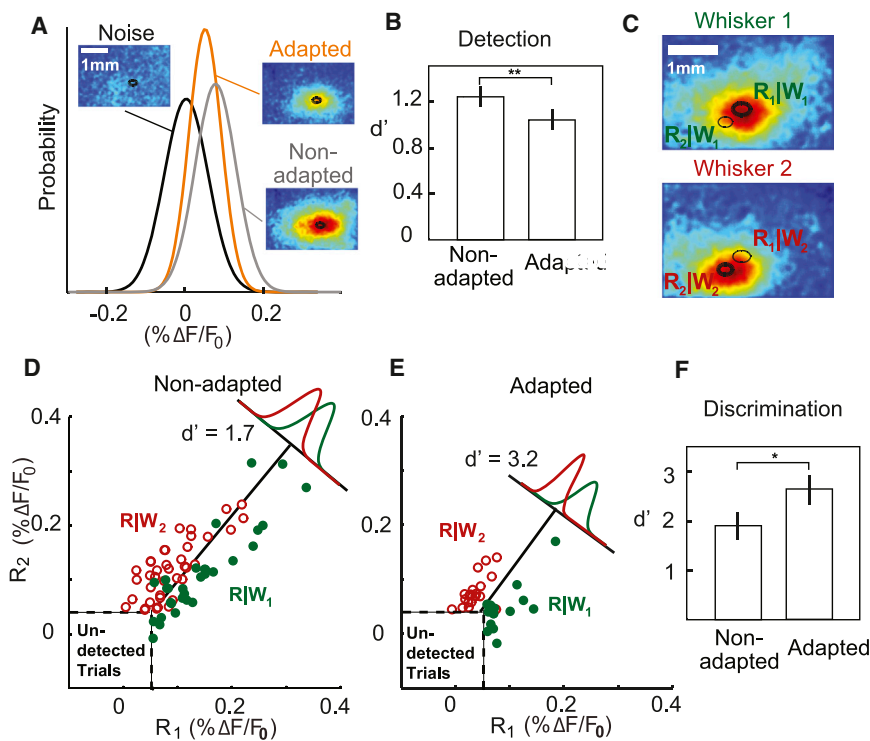 A
Noise
1mm
Adapted
Non-
adapted
Probability
-0.2
0
0.2
(% ΔF/F₀)
B
Detection
**
d'
1.2
0.8
0.4
0
Non-
adapted
C
Whisker 1
1mm
R₁|W₁
R₂|W₁
Whisker 2
R₁|W₂
R₂|W₂
D
Non-adapted
d' = 1.7
0.4
0.2
0
R₂ (% ΔF/F₀)
R|W₂
R|W₁
Un-
detected
Trials
0
0.2
0.4
R₁ (% ΔF/F₀)
E
Adapted
d' = 3.2
0.4
0.2
0
R|W₂
R|W₁
Un-
detected
Trials
0
0.2
0.4
R₁ (% ΔF/F₀)
F
Discrimination
*
d'
3
2
1
Non-
adapted
Adapted